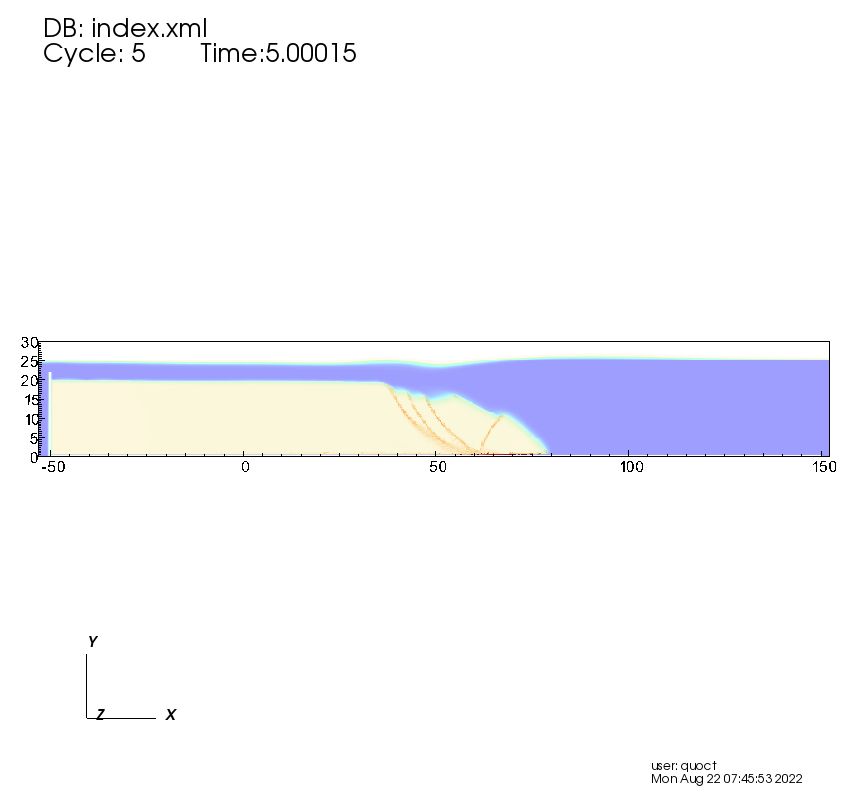 DB: index.xml
Cycle: 5 Time:5.00015
30
25
20
15
10
5
0
-50 0 50 100 150
Y
Z X
user: quoct
Mon Aug 22 07:45:53 2022